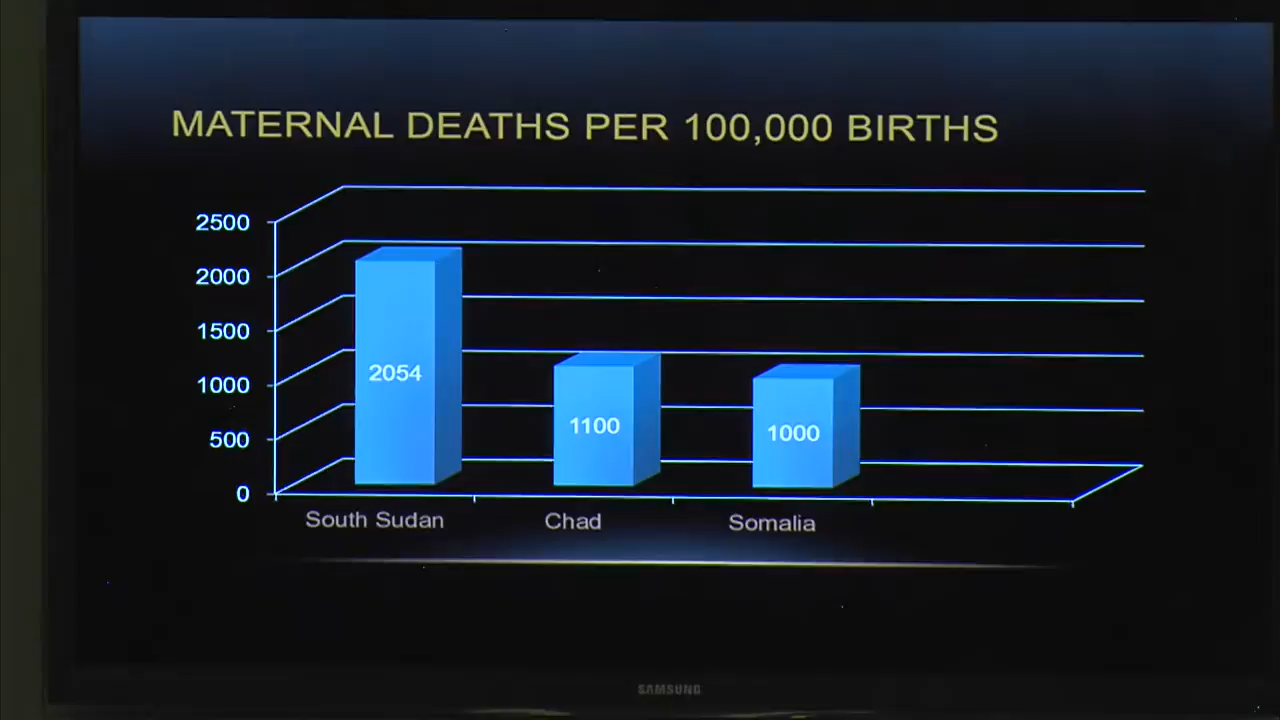 MATERNAL DEATHS PER 100,000 BIRTHS
2500
2000
1500
1000
500
0
2054
1100
1000
South Sudan
Chad
Somalia
SAMSUNG